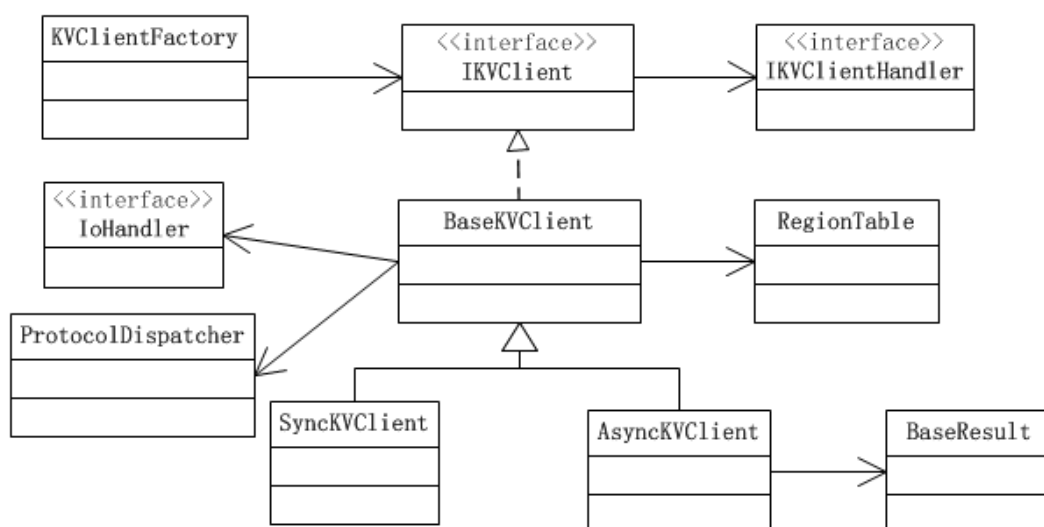 KVClientFactory
<<interface>>
IKVClient
<<interface>>
IKVClientHandler
<<interface>>
IoHandler
BaseKVClient
RegionTable
ProtocolDispatcher
SyncKVClient
AsyncKVClient
BaseResult